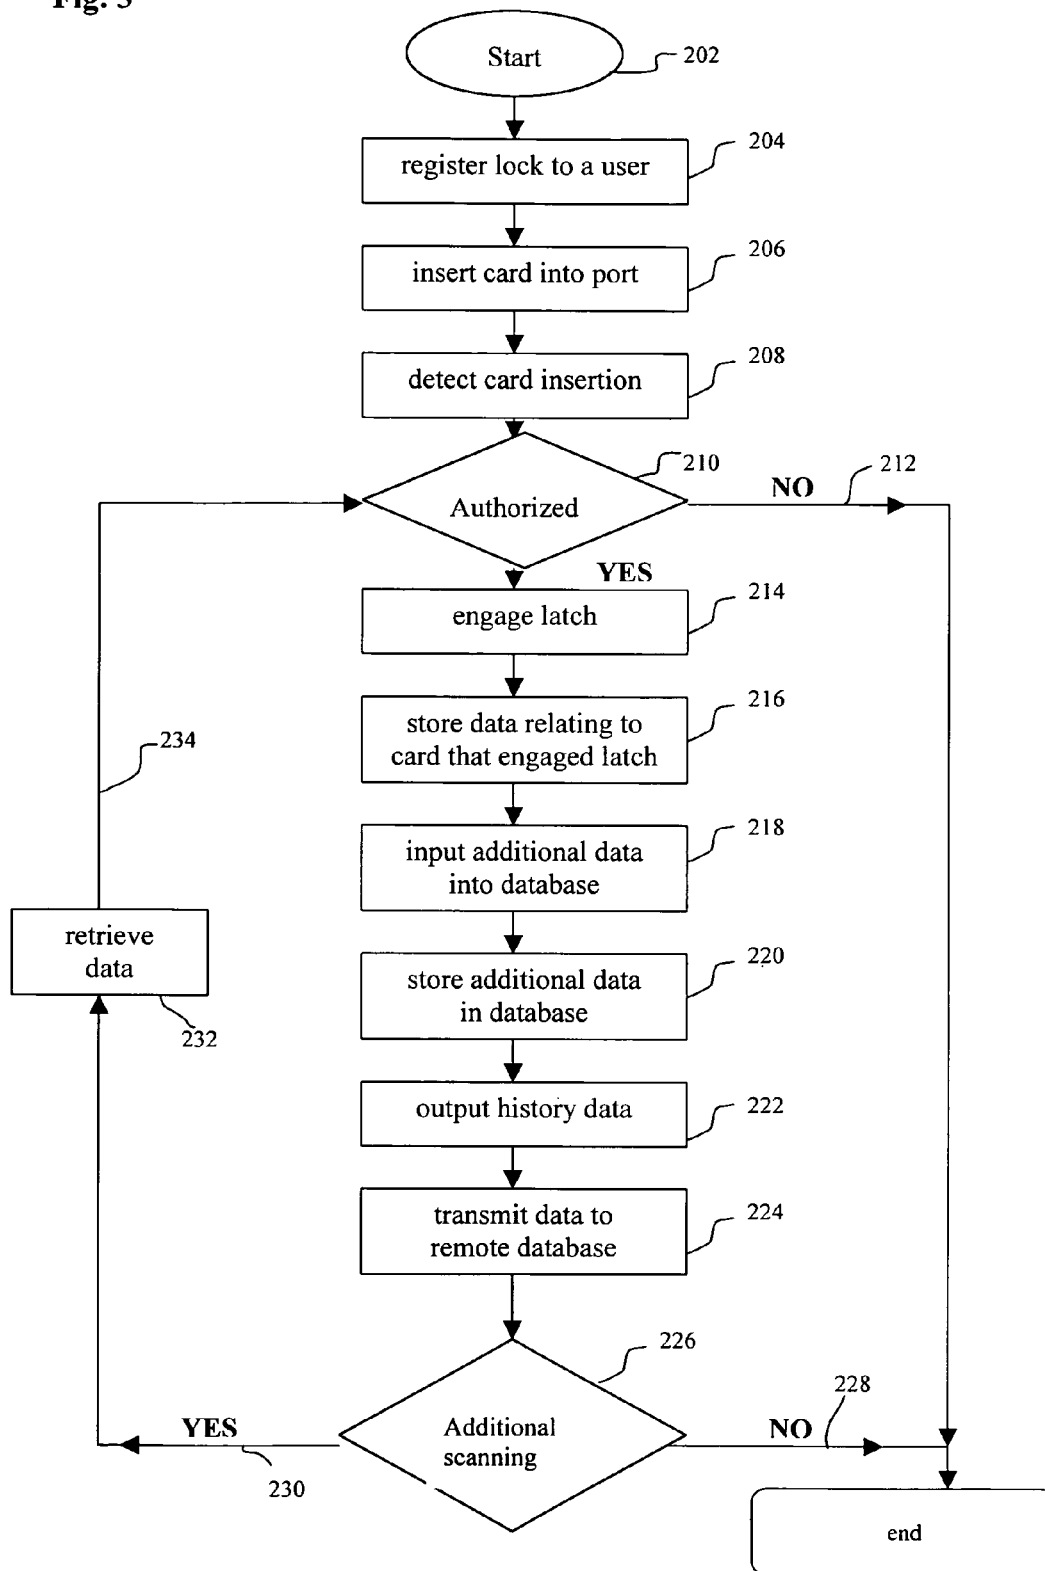 Fig. 3
Start
202
register lock to a user
204
insert card into port
206
detect card insertion
208
Authorized
210
NO
212
YES
engage latch
214
store data relating to
card that engaged latch
216
input additional data
into database
218
store additional data
in database
220
output history data
222
transmit data to
remote database
224
Additional
scanning
226
NO
228
YES
230
retrieve
data
232
234
end